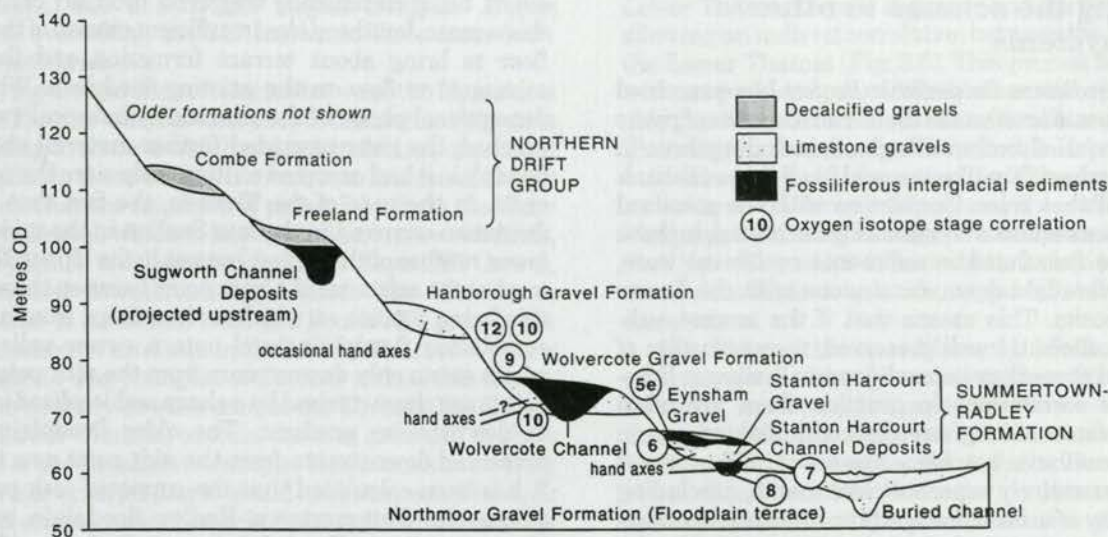 140
130
120
110
100
90
80
70
60
50
Metres OD
Older formations not shown
Combe Formation
Freeland Formation
NORTHERN
DRIFT
GROUP
Sugworth Channel
Deposits
(projected upstream)
Hanborough Gravel Formation
occasional hand axes
12 10
9
Wolvercote Gravel Formation
hand axes
?
10
Wolvercote Channel
5e
Eynsham
Gravel
Stanton Harcourt
Gravel
Stanton Harcourt
Channel Deposits
SUMMERTOWN-
RADLEY
FORMATION
6
hand axes
8
7
Northmoor Gravel Formation (Floodplain terrace)
Buried Channel
Decalcified gravels
Limestone gravels
Fossiliferous interglacial sediments
10 Oxygen isotope stage correlation